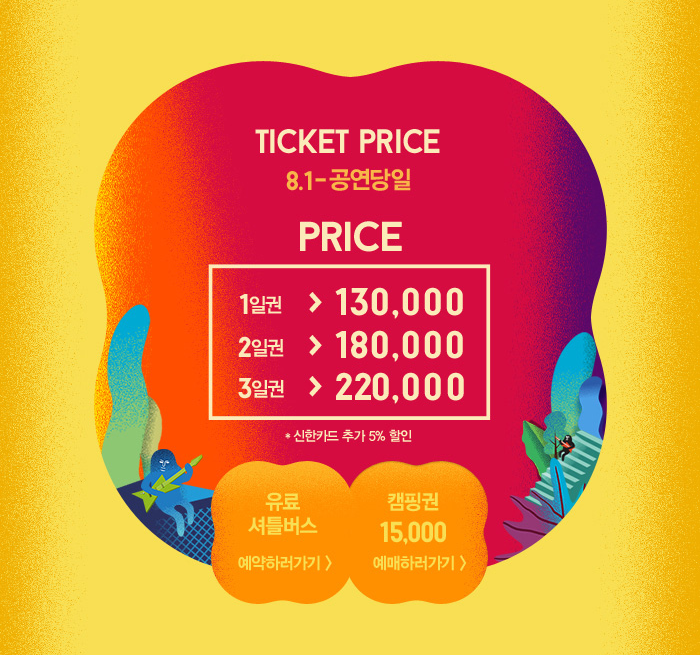 TICKET PRICE
8.1-공연당일
PRICE
1일권 > 130,000
2일권 > 180,000
3일권 > 220,000
* 신한카드 추가 5% 할인
유료
셔틀버스
예약하러가기 >
캠핑권
15,000
예매하러가기 >